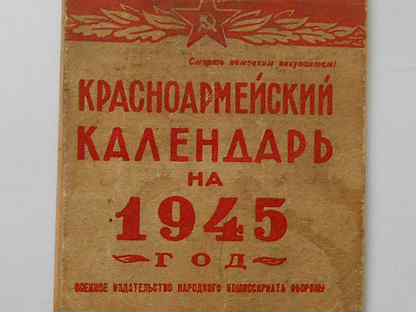 Смерть немецким оккупантам!
КРАСНОАРМЕЙСКИЙ
КАЛЕНДАРЬ
НА
1945
ГОД
ВОЕННОЕ ИЗДАТЕЛЬСТВО НАРОДНОГО КОМИССАРИАТА ОБОРОНЫ